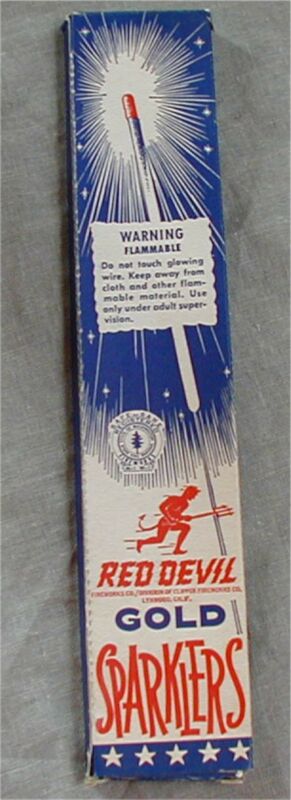 WARNING
FLAMMABLE
Do not touch glowing
wire. Keep away from
cloth and other flam-
mable material. Use
only under adult super-
vision.
RED DEVIL
FIREWORKS CO./DIVISION OF CLIPPER FIREWORKS CO.
LYNWOOD, CALIF.
GOLD
SPARKLERS